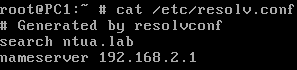 root@PC1:~ # cat /etc/resolv.conf
# Generated by resolvconf
search ntua.lab
nameserver 192.168.2.1